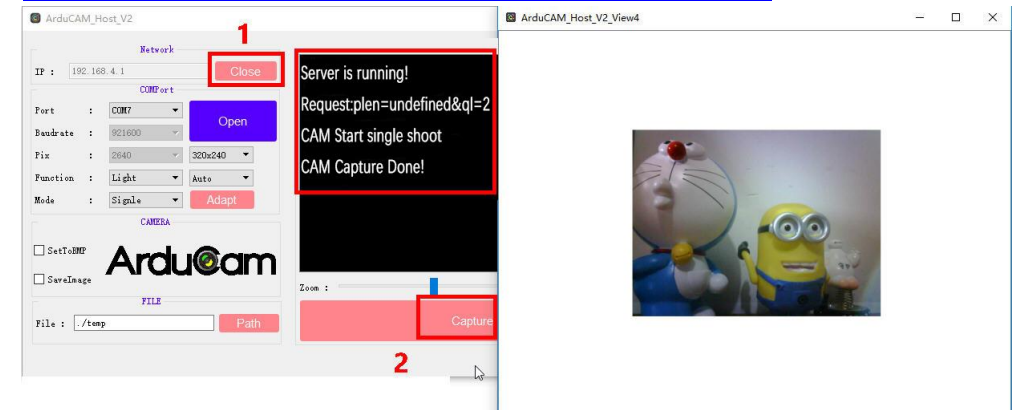 ArduCAM_Host_V2
1
Network
IP : 192.168.4.1 Close
COMPort
Port : COM7 Open
Baudrate : 921600
Pix : 2640 320x240
Function : Light Auto
Mode : Signle Adapt
CAMERA
SetToBMP
SaveImage
ArduCam
FILE
File : ./temp Path
Server is running!
Request:plen=undefined&ql=2
CAM Start single shoot
CAM Capture Done!
Zoom :
Capture
2
ArduCAM_Host_V2_View4